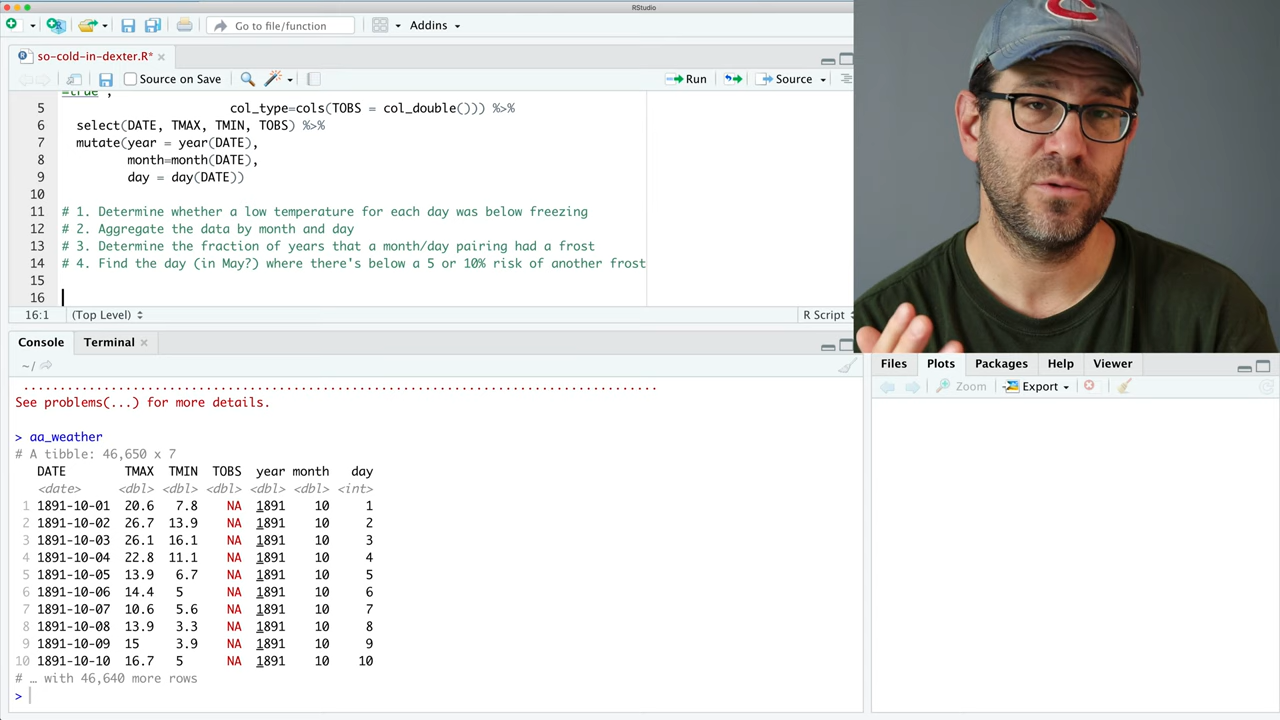 RStudio
Go to file/function
Addins
so-cold-in-dexter.R*
Source on Save
Run
Source
=true",
5 col_type=cols(TOBS = col_double())) %>%
6 select(DATE, TMAX, TMIN, TOBS) %>%
7 mutate(year = year(DATE),
8 month=month(DATE),
9 day = day(DATE))
10
11 # 1. Determine whether a low temperature for each day was below freezing
12 # 2. Aggregate the data by month and day
13 # 3. Determine the fraction of years that a month/day pairing had a frost
14 # 4. Find the day (in May?) where there's below a 5 or 10% risk of another frost
15
16
16:1 (Top Level) R Script
Console Terminal
~/
................................................................................
See problems(...) for more details.
> aa_weather
# A tibble: 46,650 x 7
DATE TMAX TMIN TOBS year month day
<date> <dbl> <dbl> <dbl> <dbl> <dbl> <int>
1 1891-10-01 20.6 7.8 NA 1891 10 1
2 1891-10-02 26.7 13.9 NA 1891 10 2
3 1891-10-03 26.1 16.1 NA 1891 10 3
4 1891-10-04 22.8 11.1 NA 1891 10 4
5 1891-10-05 13.9 6.7 NA 1891 10 5
6 1891-10-06 14.4 5 NA 1891 10 6
7 1891-10-07 10.6 5.6 NA 1891 10 7
8 1891-10-08 13.9 3.3 NA 1891 10 8
9 1891-10-09 15 3.9 NA 1891 10 9
10 1891-10-10 16.7 5 NA 1891 10 10
# … with 46,640 more rows
>
Files Plots Packages Help Viewer
Zoom Export
C